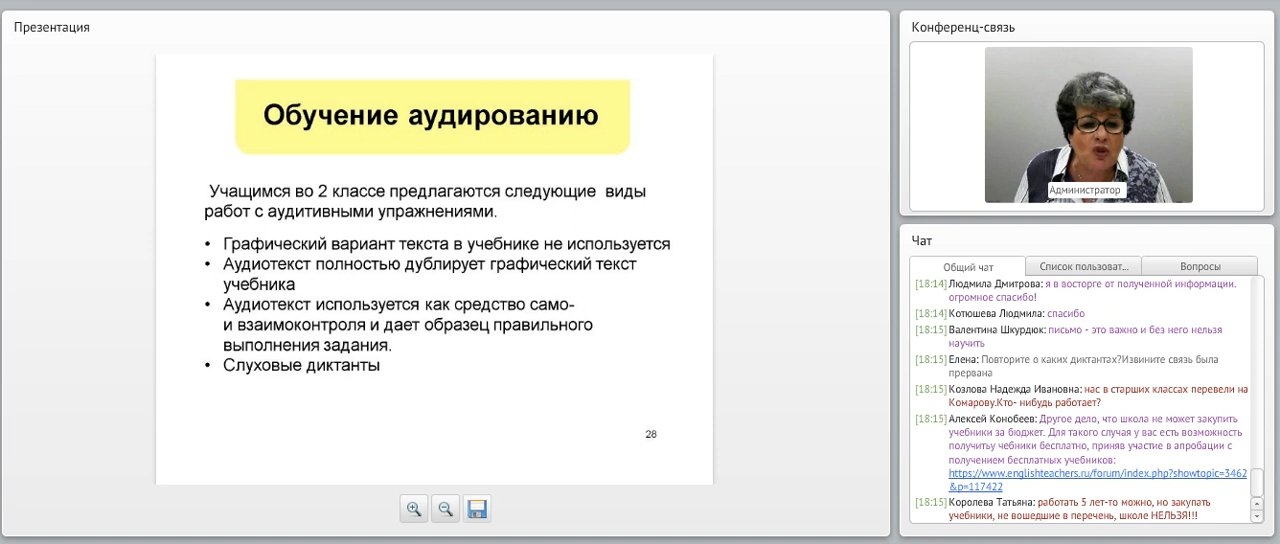 Презентация
Обучение аудированию
Учащимся во 2 классе предлагаются следующие виды
работ с аудитивными упражнениями.
• Графический вариант текста в учебнике не используется
• Аудиотекст полностью дублирует графический текст
учебника
• Аудиотекст используется как средство само-
и взаимоконтроля и дает образец правильного
выполнения задания.
• Слуховые диктанты
28
Конференц-связь
Администратор
Чат
Общий чат
Список пользоват...
Вопросы
[18:14] Людмила Дмитрова: я в восторге от полученной информации.
огромное спасибо!
[18:14] Котюшева Людмила: спасибо
[18:15] Валентина Шкурдюк: письмо - это важно и без него нельзя
научить
[18:15] Елена: Повторите о каких диктантах?Извините связь была
прервана
[18:15] Козлова Надежда Ивановна: нас в старших классах перевели на
Комарову.Кто- нибудь работает?
[18:15] Алексей Конобеев: Другое дело, что школа не может закупить
учебники за бюджет. Для такого случая у вас есть возможность
получитьу чебники бесплатно, приняв участие в апробации с
получением бесплатных учебников:
https://www.englishteachers.ru/forum/index.php?showtopic=3462
&p=117422
[18:15] Королева Татьяна: работать 5 лет-то можно, но закупать
учебники, не вошедшие в перечень, школе НЕЛЬЗЯ!!!